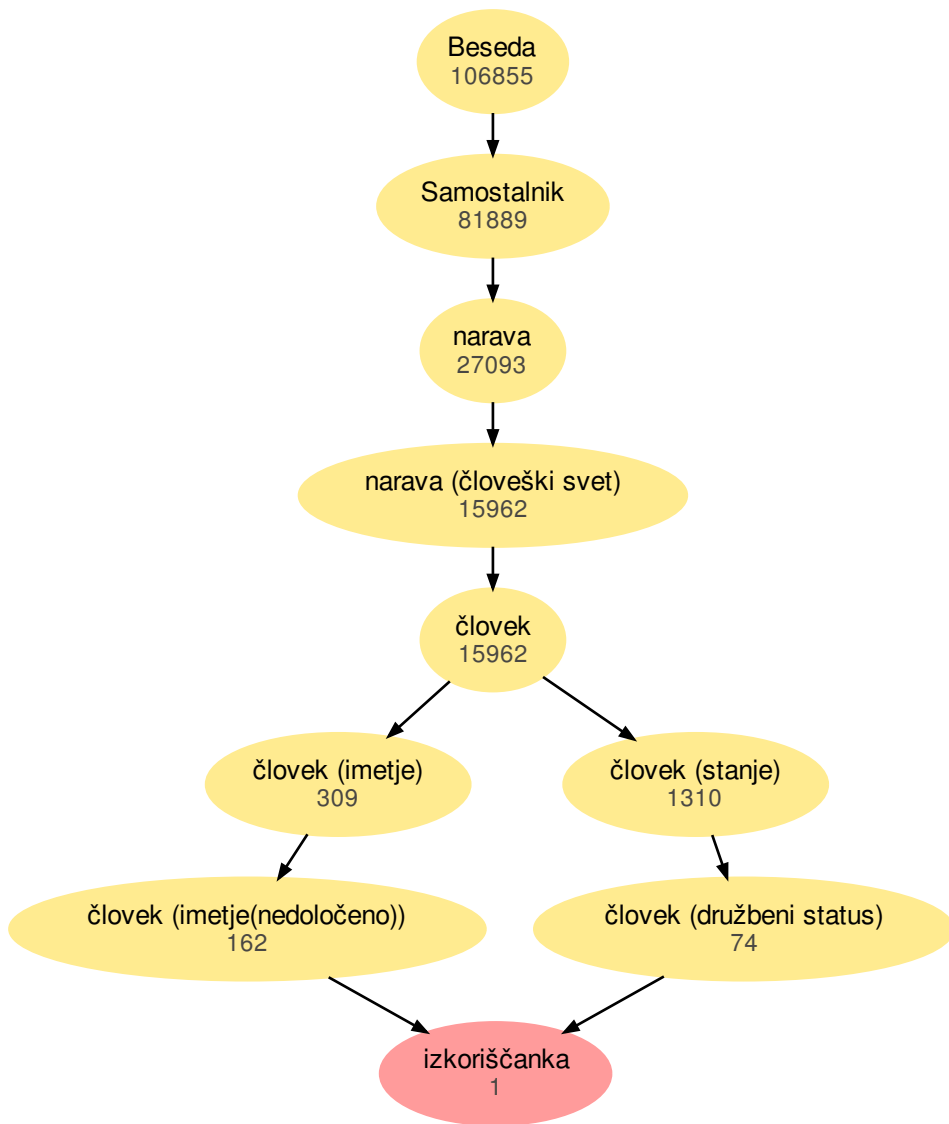 Beseda
106855
Samostalnik
81889
narava
27093
narava (človeški svet)
15962
človek
15962
človek (imetje)
309
človek (stanje)
1310
človek (imetje(nedoločeno))
162
človek (družbeni status)
74
izkoriščanka
1